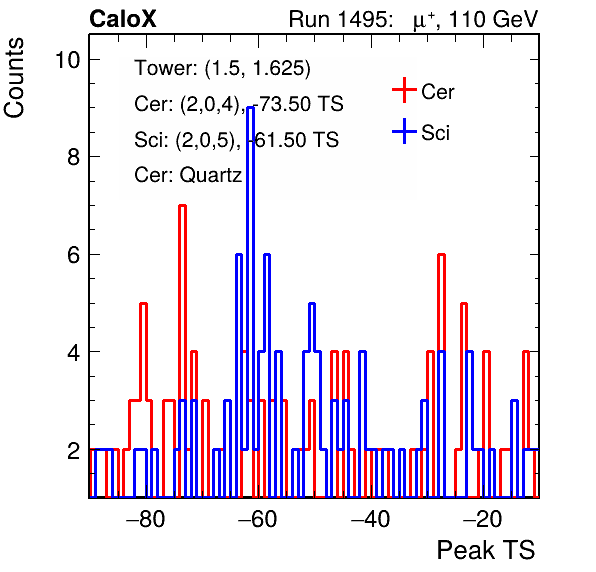 CaloX Run 1495: μ⁺, 110 GeV
Counts
Tower: (1.5, 1.625)
Cer: (2,0,4), -73.50 TS
Sci: (2,0,5), -61.50 TS
Cer: Quartz
Cer
Sci
10
8
6
4
2
−80 −60 −40 −20
Peak TS